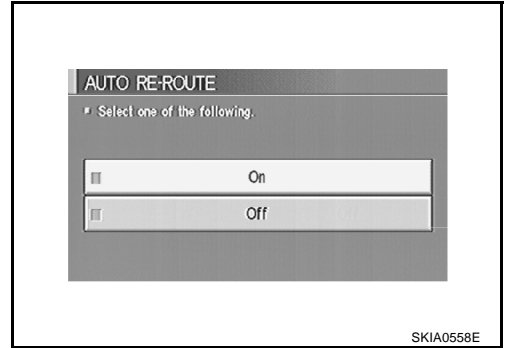 AUTO RE-ROUTE
Select one of the following.
On
Off
SKIA0558E